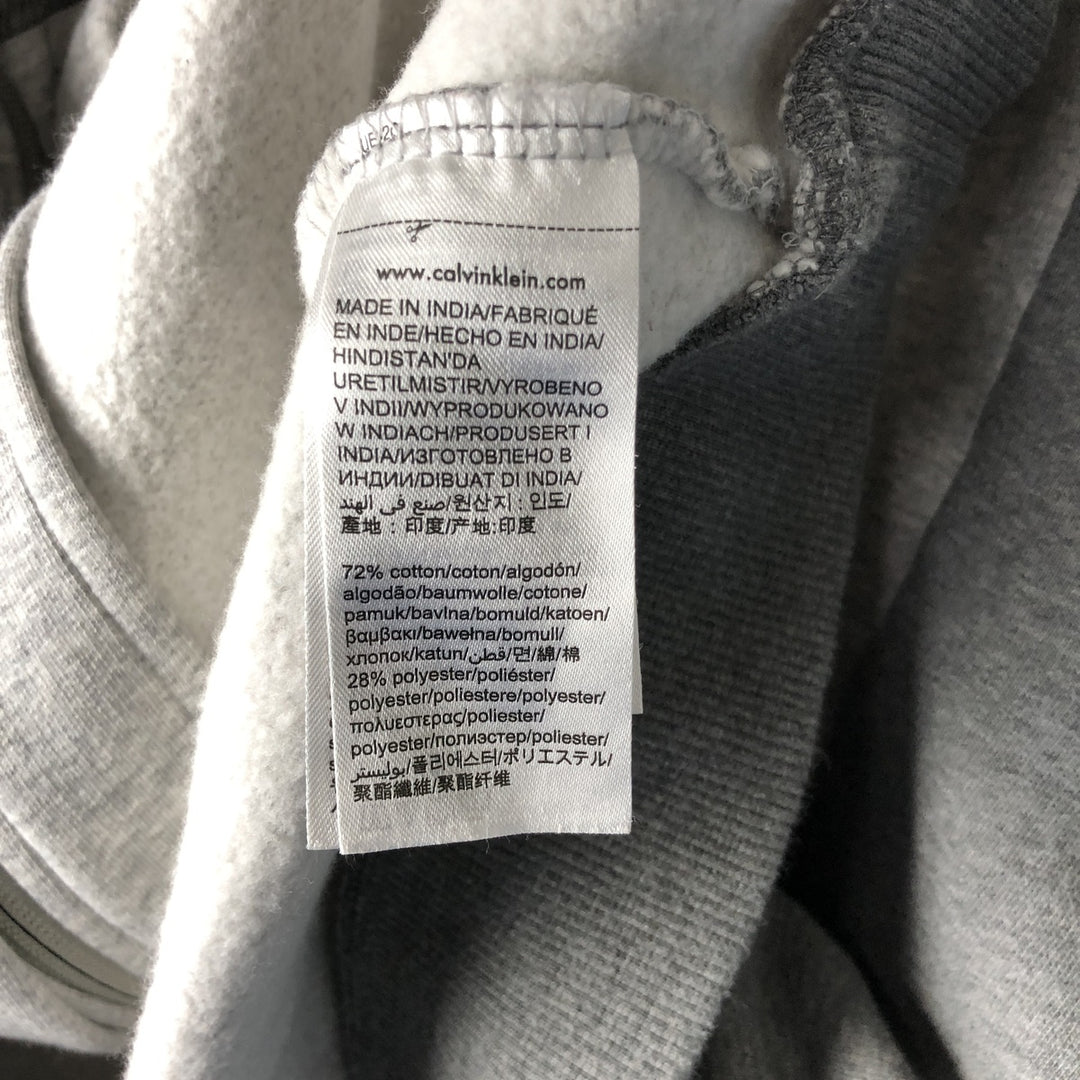 www.calvinklein.com
MADE IN INDIA/FABRIQUÉ
EN INDE/HECHO EN INDIA/
HINDISTAN'DA
URETILMISTIR/VYROBENO
V INDII/WYPRODUKOWANO
W INDIACH/PRODUSERT I
INDIA/ИЗГОТОВЛЕНО В
ИНДИИ/DIBUAT DI INDIA/
صنع في الهند/원산지 : 인도/
產地 : 印度/产地:印度
72% cotton/coton/algodón/
algodão/baumwolle/cotone/
pamuk/bavlna/bomuld/katoen/
βαμβακι/bawełna/bomull/
хлопок/katun/قطن/면/綿/棉
28% polyester/poliéster/
polyester/poliestere/polyester/
πολυεστερας/poliester/
polyester/полиэстер/poliester/
بوليستر/폴리에스터/ポリエステル/
聚酯纖維/聚酯纤维